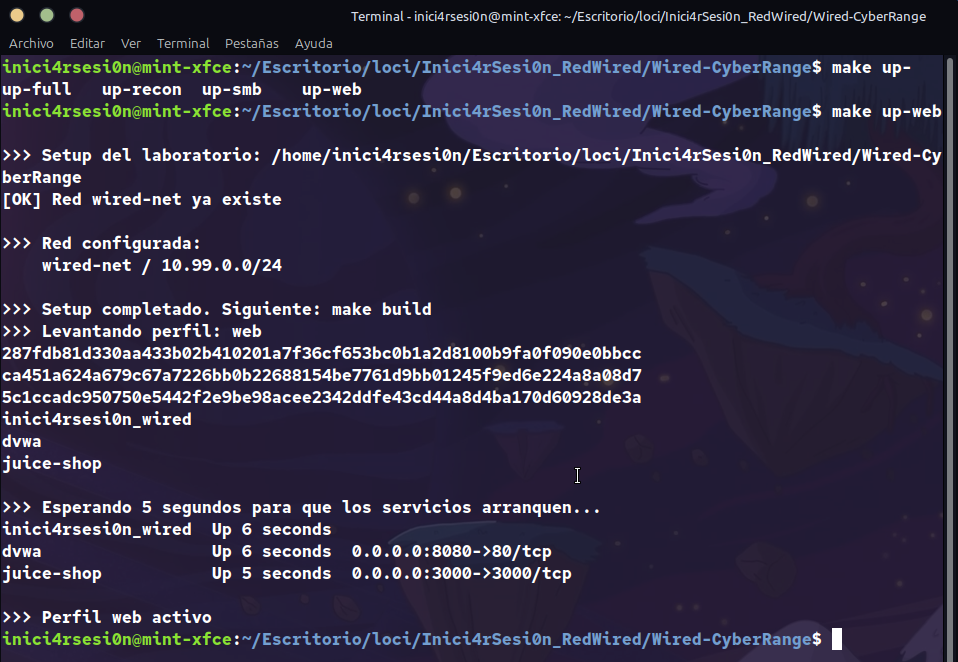 Terminal - inici4rsesi0n@mint-xfce: ~/Escritorio/loci/Inici4rSesi0n_RedWired/Wired-CyberRange
Archivo Editar Ver Terminal Pestañas Ayuda
inici4rsesi0n@mint-xfce:~/Escritorio/loci/Inici4rSesi0n_RedWired/Wired-CyberRange$ make up-
up-full up-recon up-smb up-web
inici4rsesi0n@mint-xfce:~/Escritorio/loci/Inici4rSesi0n_RedWired/Wired-CyberRange$ make up-web
>>> Setup del laboratorio: /home/inici4rsesi0n/Escritorio/loci/Inici4rSesi0n_RedWired/Wired-Cy
berRange
[OK] Red wired-net ya existe
>>> Red configurada:
wired-net / 10.99.0.0/24
>>> Setup completado. Siguiente: make build
>>> Levantando perfil: web
287fdb81d330aa433b02b410201a7f36cf653bc0b1a2d8100b9fa0f090e0bbcc
ca451a624a679c67a7226bb0b22688154be7761d9bb01245f9ed6e224a8a08d7
5c1ccadc950750e5442f2e9be98acee2342ddfe43cd44a8d4ba170d60928de3a
inici4rsesi0n_wired
dvwa
juice-shop
>>> Esperando 5 segundos para que los servicios arranquen...
inici4rsesi0n_wired Up 6 seconds
dvwa Up 6 seconds 0.0.0.0:8080->80/tcp
juice-shop Up 5 seconds 0.0.0.0:3000->3000/tcp
>>> Perfil web activo
inici4rsesi0n@mint-xfce:~/Escritorio/loci/Inici4rSesi0n_RedWired/Wired-CyberRange$